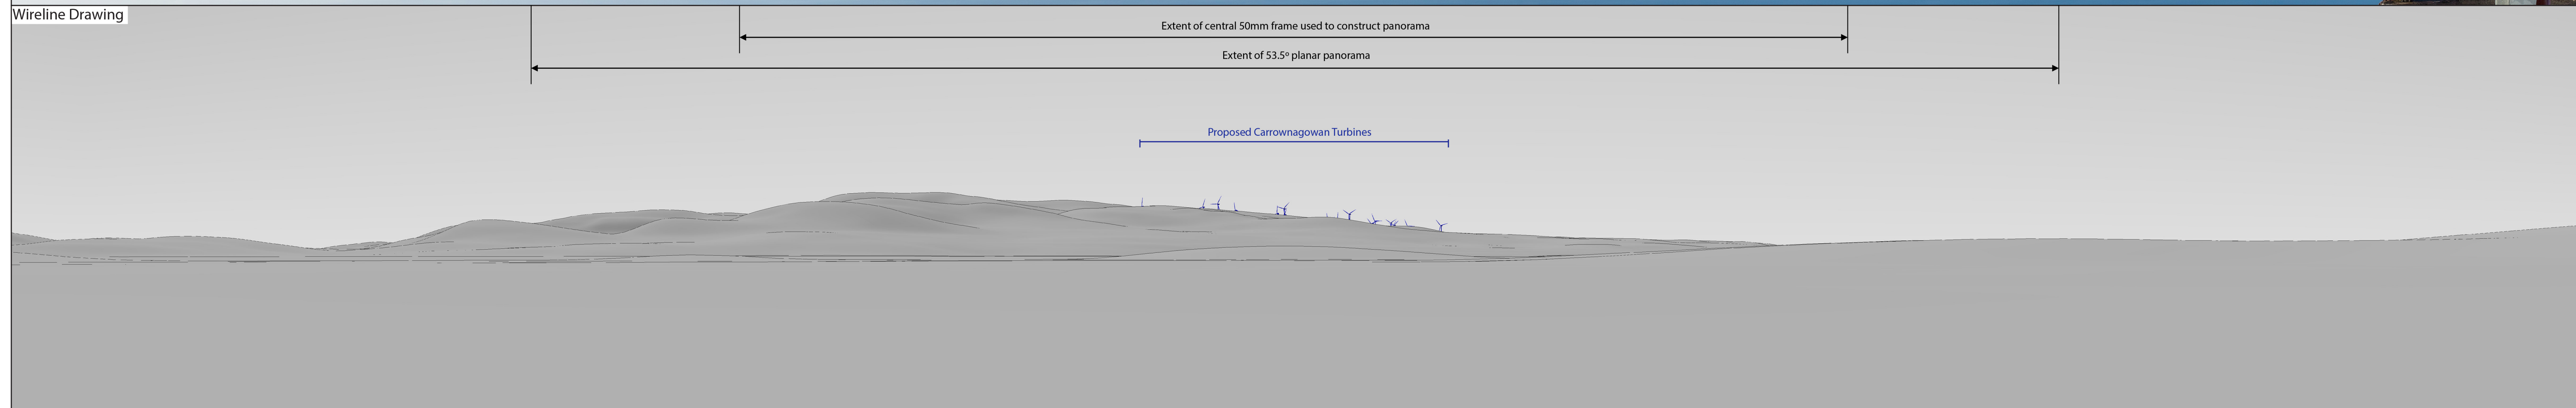 Wireline Drawing
Extent of central 50mm frame used to construct panorama
Extent of 53.5º planar panorama
Proposed Carrownagowan Turbines